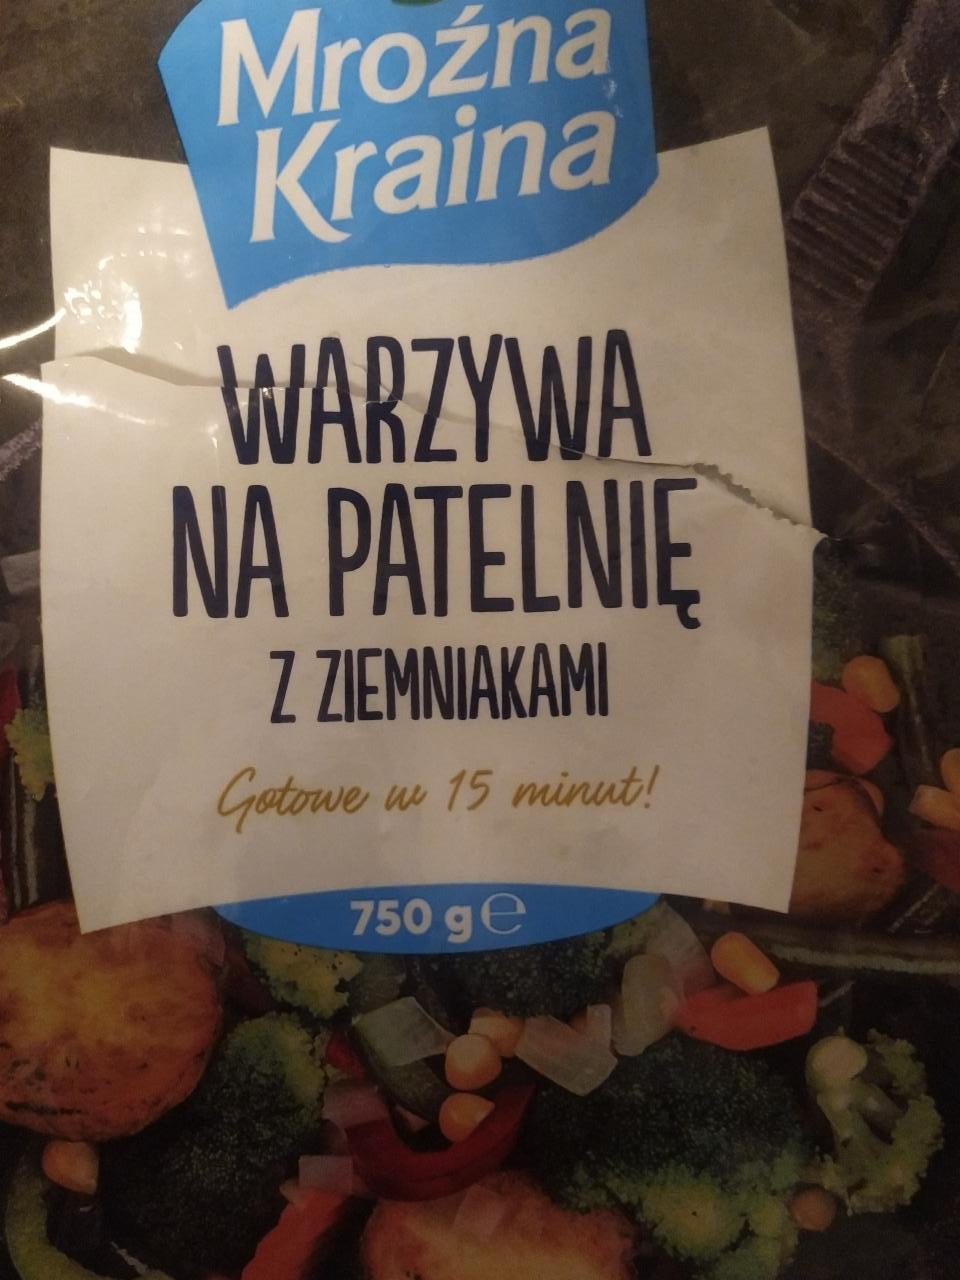 Mroźna
Kraina
WARZYWA
NA PATELNIĘ
Z ZIEMNIAKAMI
Gotowe w 15 minut!
750 g ℮